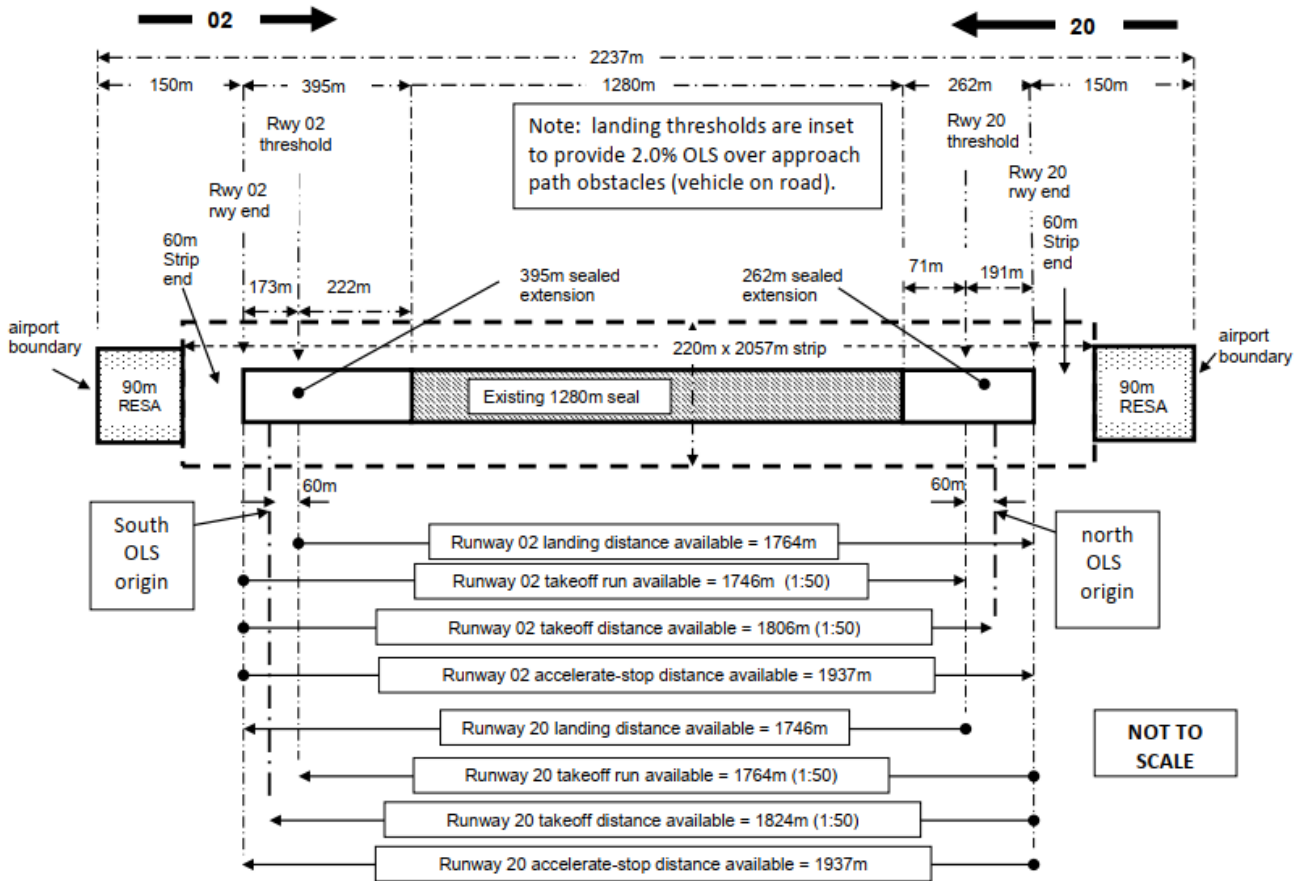 02
20
2237m
150m
395m
1280m
262m
150m
Rwy 02
threshold
Note: landing thresholds are inset
to provide 2.0% OLS over approach
path obstacles (vehicle on road).
Rwy 20
threshold
Rwy 02
rwy end
Rwy 20
rwy end
60m
Strip
end
60m
Strip
end
173m
222m
395m sealed
extension
262m sealed
extension
71m
191m
airport
boundary
airport
boundary
220m x 2057m strip
90m
RESA
Existing 1280m seal
90m
RESA
60m
60m
South
OLS
origin
north
OLS
origin
Runway 02 landing distance available = 1764m
Runway 02 takeoff run available = 1746m (1:50)
Runway 02 takeoff distance available = 1806m (1:50)
Runway 02 accelerate-stop distance available = 1937m
Runway 20 landing distance available = 1746m
NOT TO
SCALE
Runway 20 takeoff run available = 1764m (1:50)
Runway 20 takeoff distance available = 1824m (1:50)
Runway 20 accelerate-stop distance available = 1937m